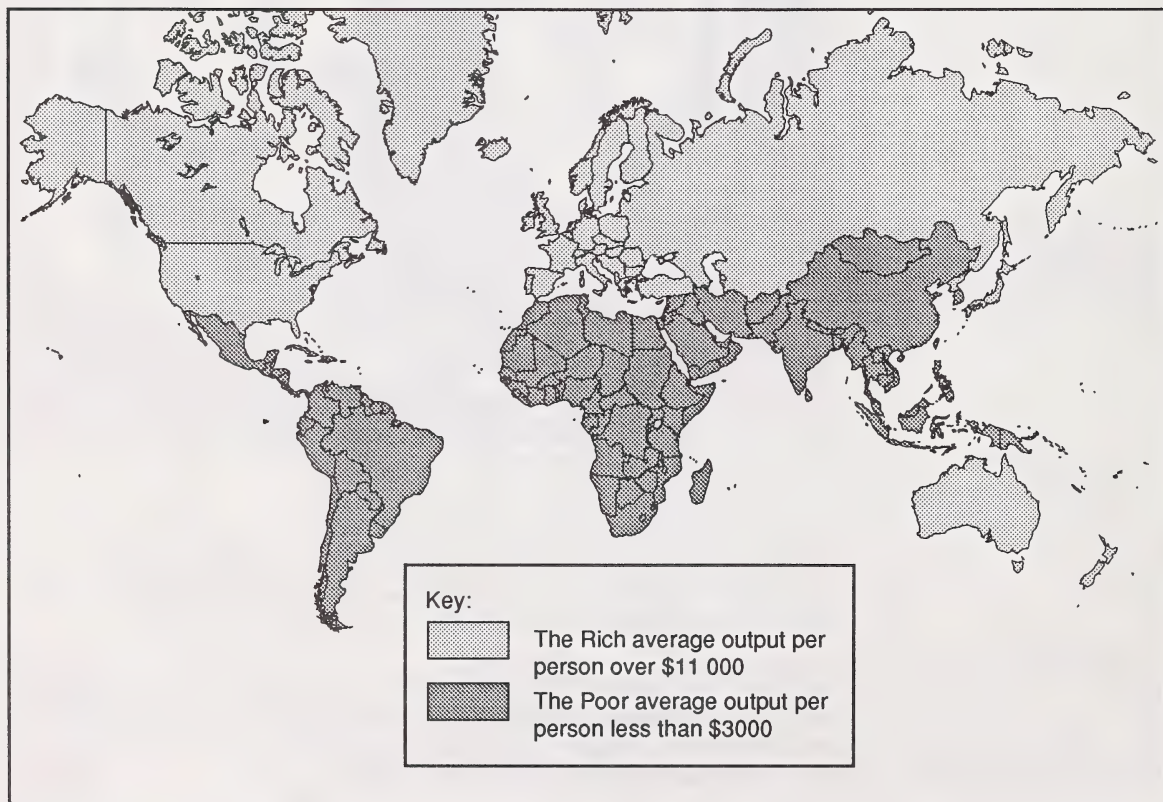 Key:
The Rich average output per
person over $11 000
The Poor average output per
person less than $3000